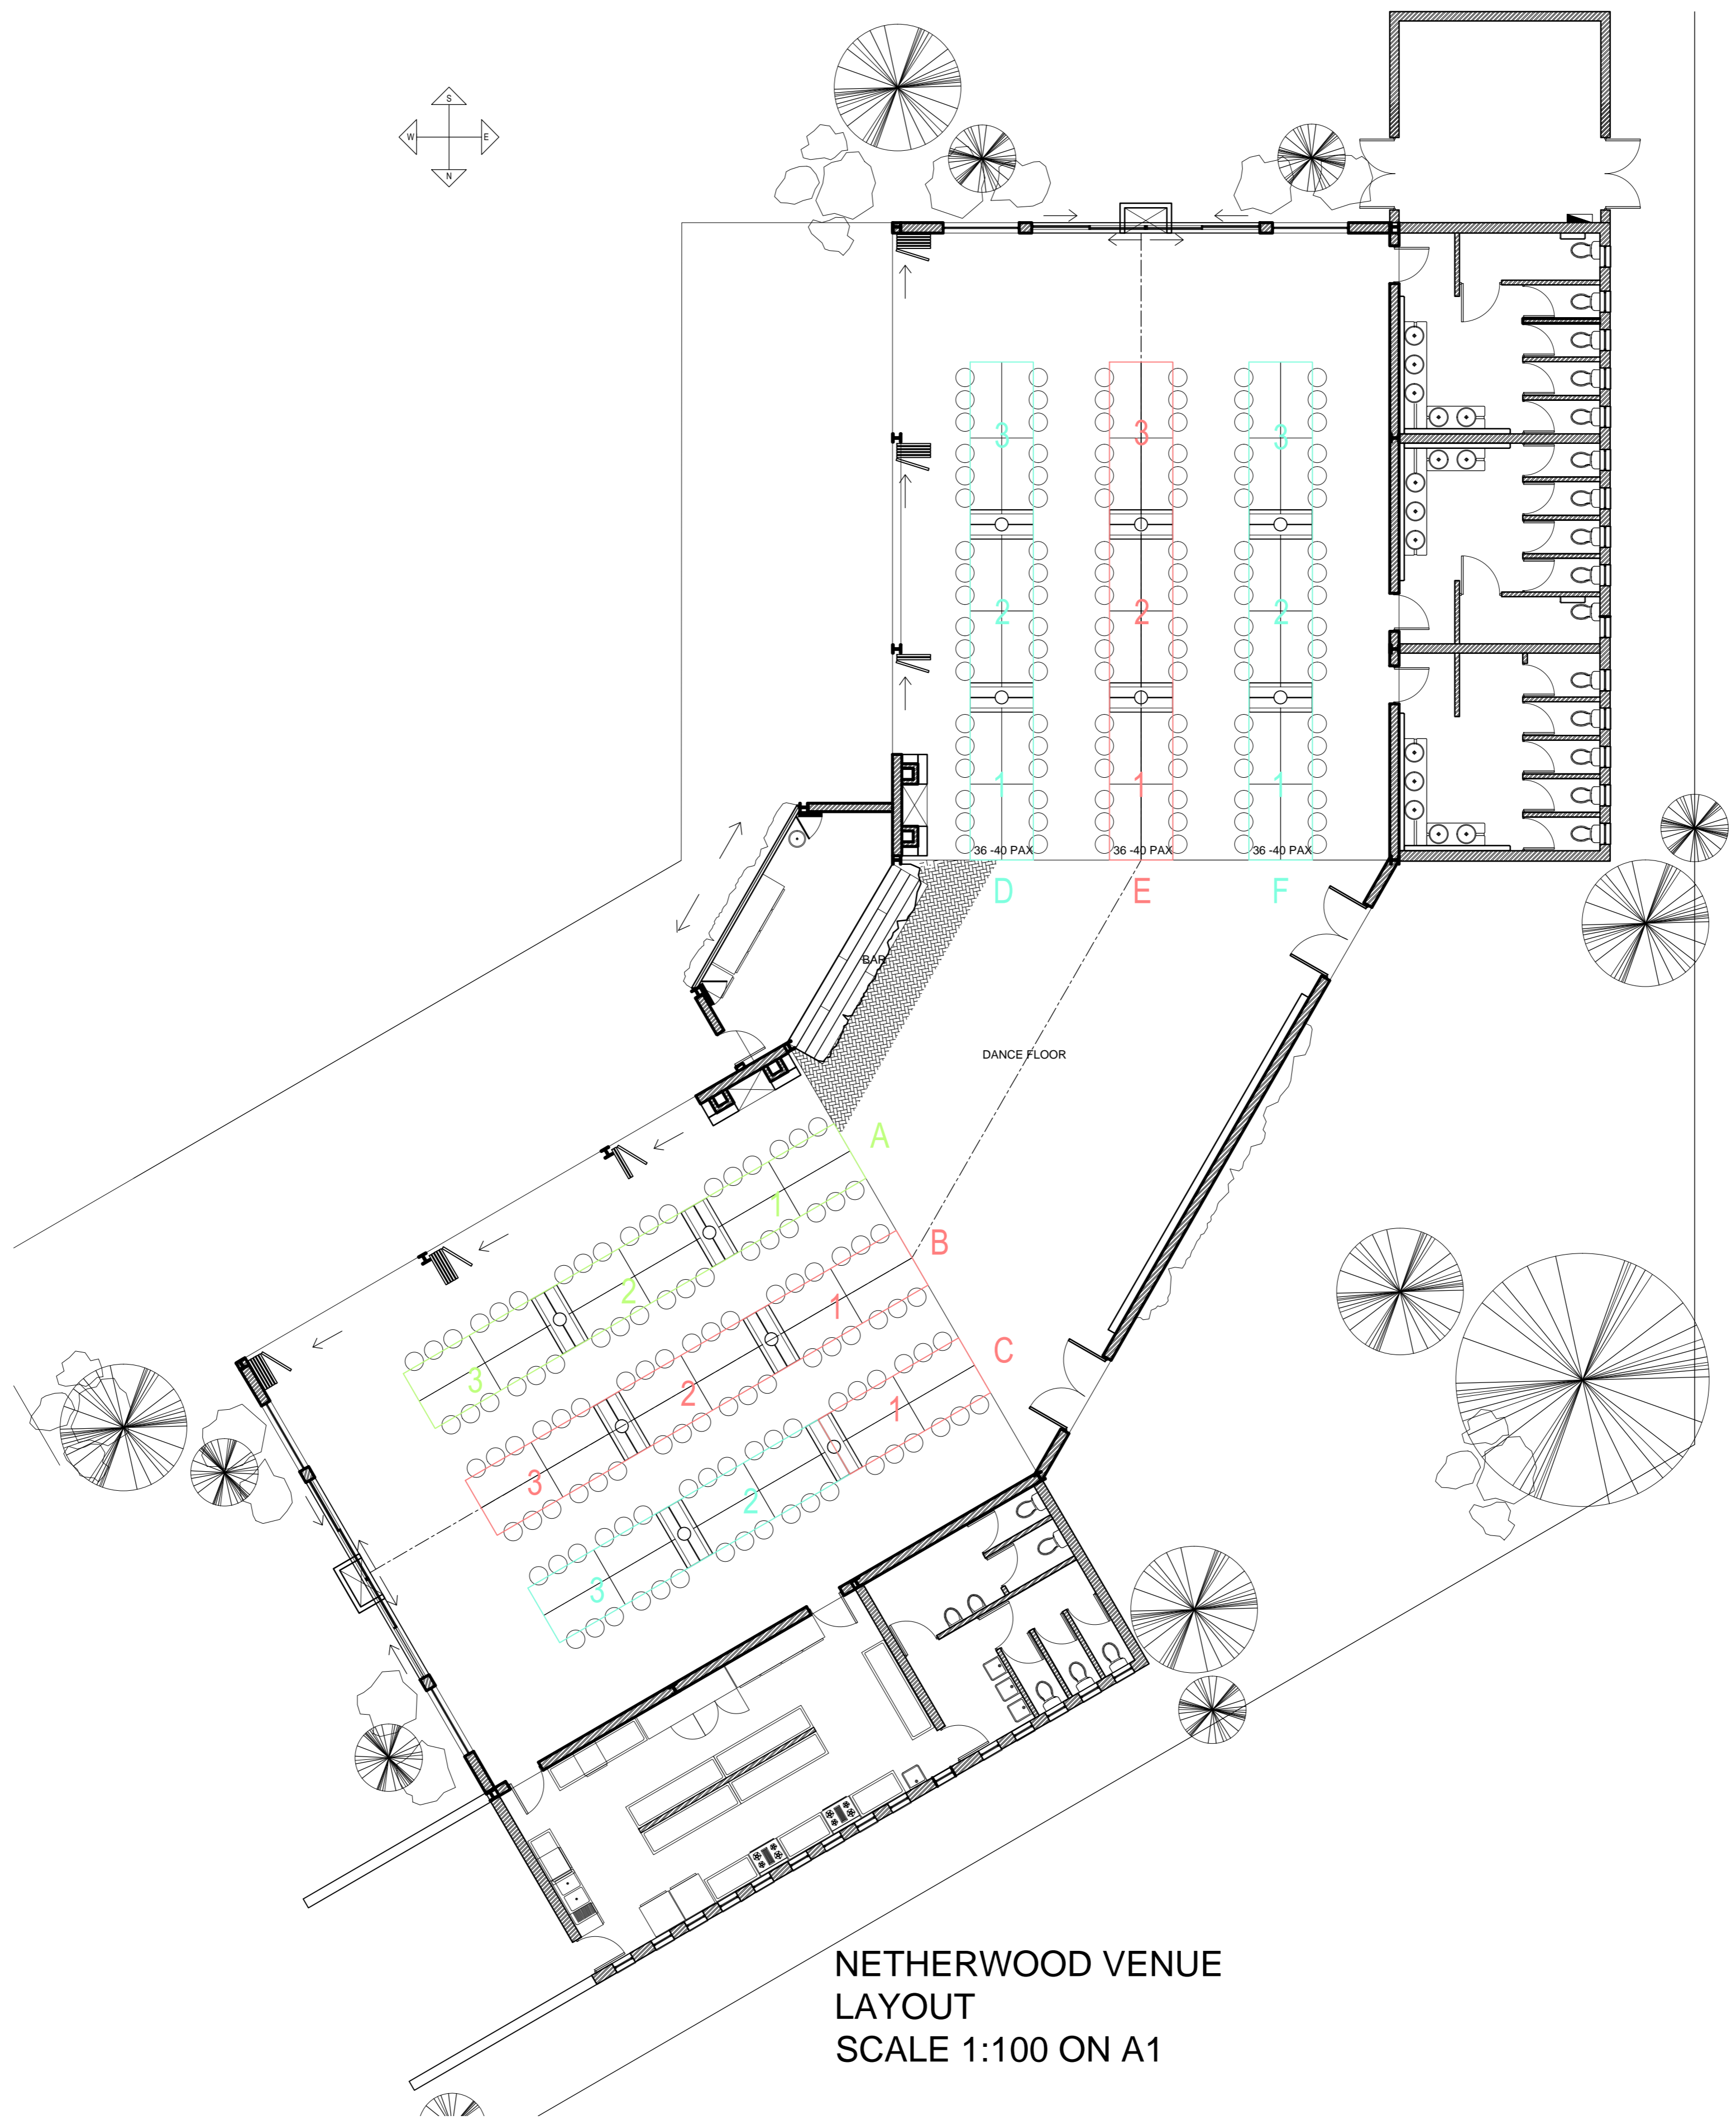 S
W E
N
3 3 3
2 2 2
1 1 1
36 -40 PAX 36 -40 PAX 36 -40 PAX
D E F
BAR
DANCE FLOOR
A
1
B
2
1
C
3
2
1
3
2
3
NETHERWOOD VENUE
LAYOUT
SCALE 1:100 ON A1